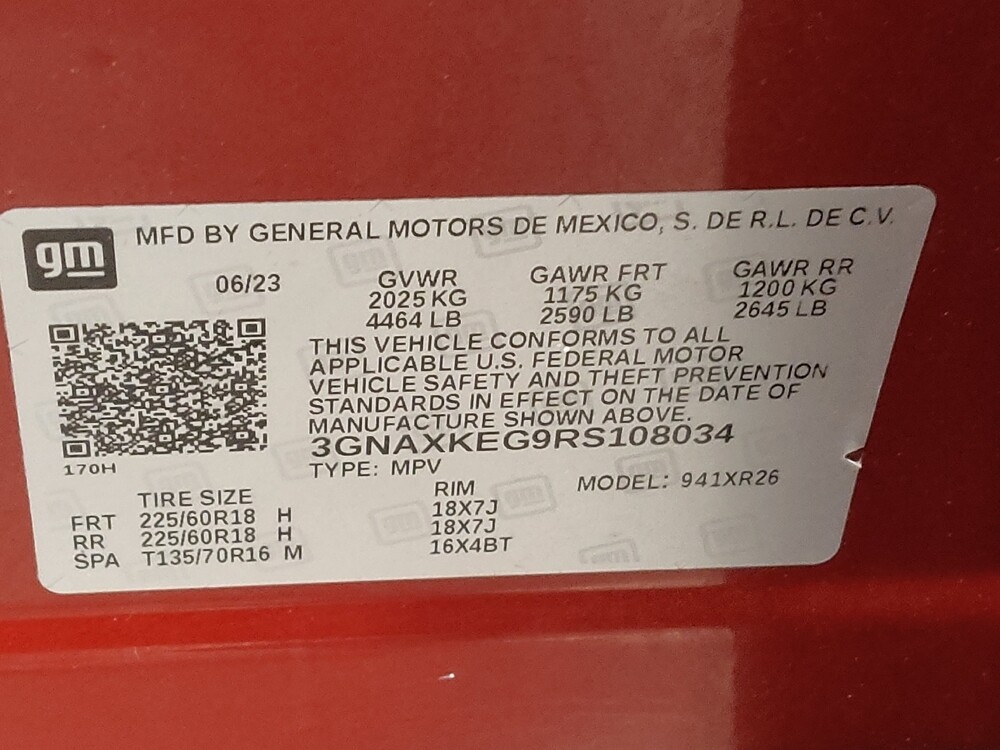 gm
MFD BY GENERAL MOTORS DE MEXICO, S. DE R.L. DE C.V.
06/23 GVWR GAWR FRT GAWR RR
2025 KG 1175 KG 1200 KG
4464 LB 2590 LB 2645 LB
THIS VEHICLE CONFORMS TO ALL
APPLICABLE U.S. FEDERAL MOTOR
VEHICLE SAFETY AND THEFT PREVENTION
STANDARDS IN EFFECT ON THE DATE OF
MANUFACTURE SHOWN ABOVE.
3GNAXKEG9RS108034
170H
TYPE: MPV
MODEL: 941XR26
TIRE SIZE RIM
FRT 225/60R18 H 18X7J
RR 225/60R18 H 18X7J
SPA T135/70R16 M 16X4BT